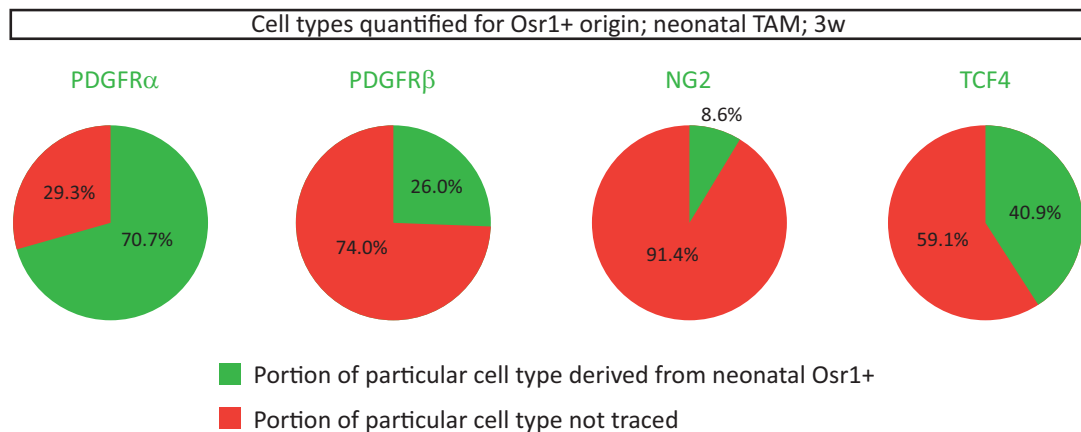 Cell types quantified for Osr1+ origin; neonatal TAM; 3w
PDGFRα PDGFRβ NG2 TCF4
8.6%
29.3% 70.7% 26.0% 74.0% 91.4% 40.9% 59.1%
Portion of particular cell type derived from neonatal Osr1+
Portion of particular cell type not traced